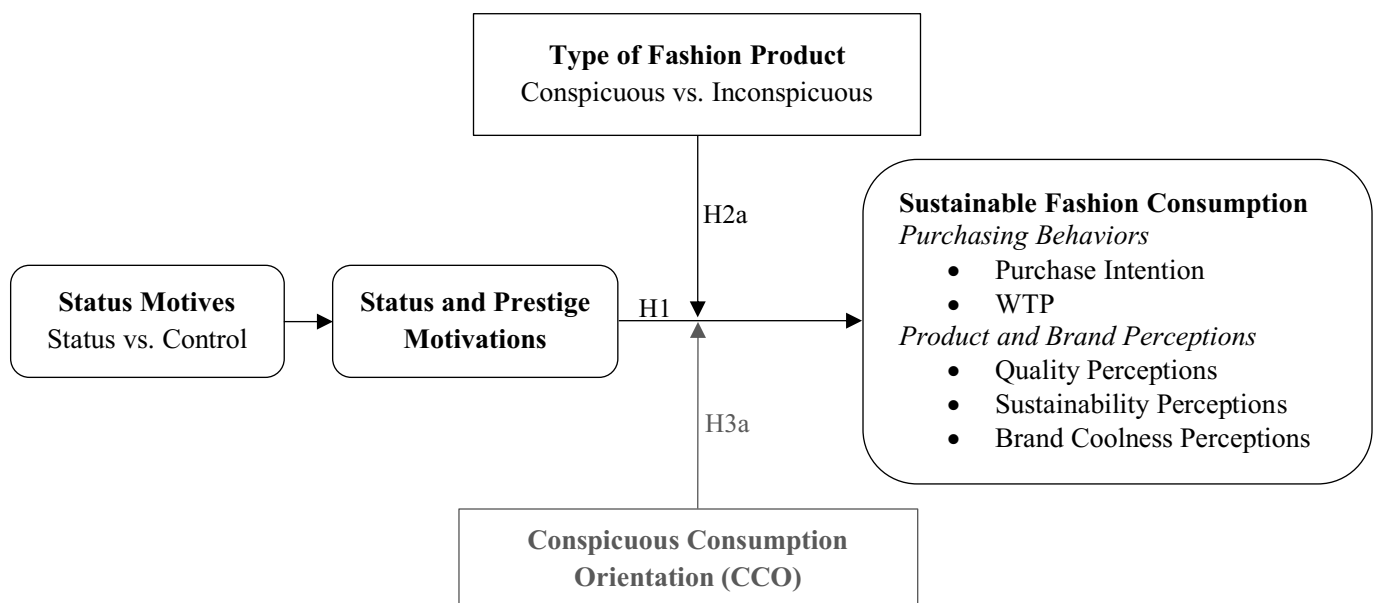 Type of Fashion Product
Conspicuous vs. Inconspicuous
H2a
Status Motives
Status vs. Control
Status and Prestige
Motivations
H1
Sustainable Fashion Consumption
Purchasing Behaviors
• Purchase Intention
• WTP
Product and Brand Perceptions
• Quality Perceptions
• Sustainability Perceptions
• Brand Coolness Perceptions
H3a
Conspicuous Consumption
Orientation (CCO)